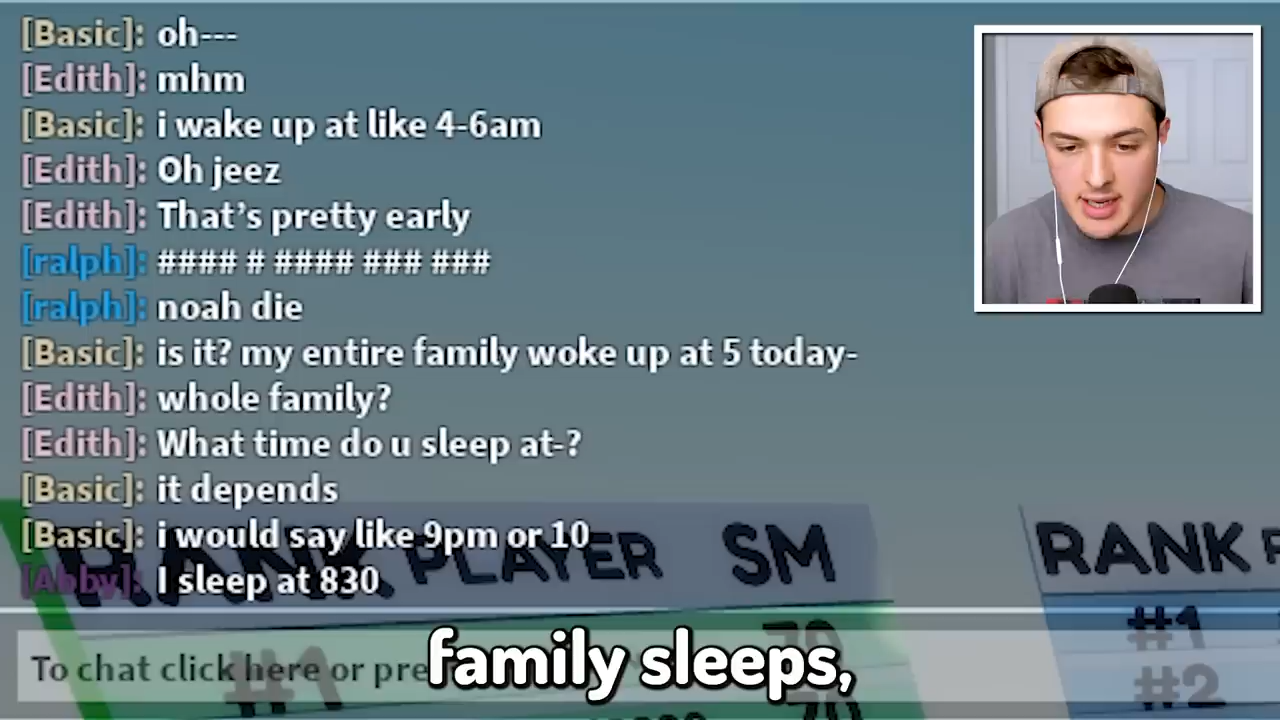 [Basic]: oh---
[Edith]: mhm
[Basic]: i wake up at like 4-6am
[Edith]: Oh jeez
[Edith]: That’s pretty early
[ralph]: #### # #### ### ###
[ralph]: noah die
[Basic]: is it? my entire family woke up at 5 today-
[Edith]: whole family?
[Edith]: What time do u sleep at-?
[Basic]: it depends
[Basic]: i would say like 9pm or 10
RANK PLAYER SM
RANK
[Abby]: I sleep at 830
#1
#2
To chat click here or pre
family sleeps,
#1
70